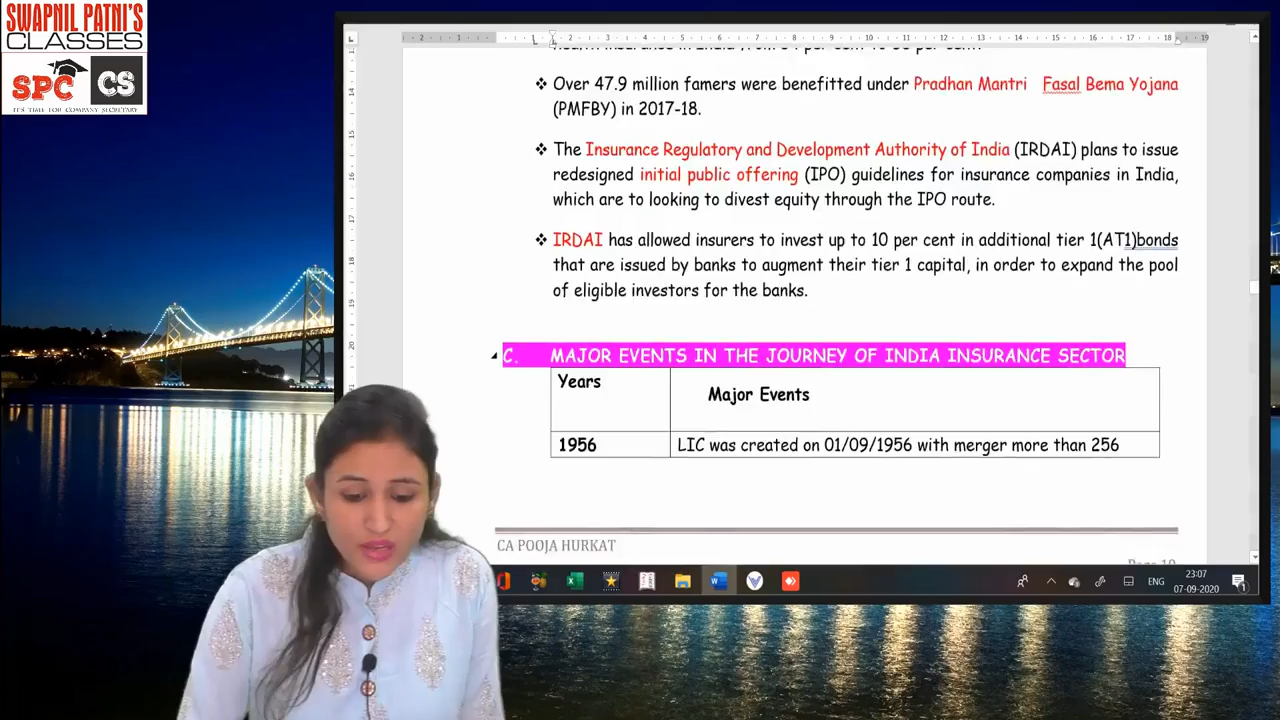 SWAPNIL PATNI'S
CLASSES
SPC CS
IT'S TIME FOR COMPANY SECRETARY
❖ Over 47.9 million famers were benefitted under Pradhan Mantri Fasal Bema Yojana
(PMFBY) in 2017-18.
❖ The Insurance Regulatory and Development Authority of India (IRDAI) plans to issue
redesigned initial public offering (IPO) guidelines for insurance companies in India,
which are to looking to divest equity through the IPO route.
❖ IRDAI has allowed insurers to invest up to 10 per cent in additional tier 1(AT1)bonds
that are issued by banks to augment their tier 1 capital, in order to expand the pool
of eligible investors for the banks.
C. MAJOR EVENTS IN THE JOURNEY OF INDIA INSURANCE SECTOR
Years Major Events
1956 LIC was created on 01/09/1956 with merger more than 256
CA POOJA HURKAT
ENG 23:07
07-09-2020